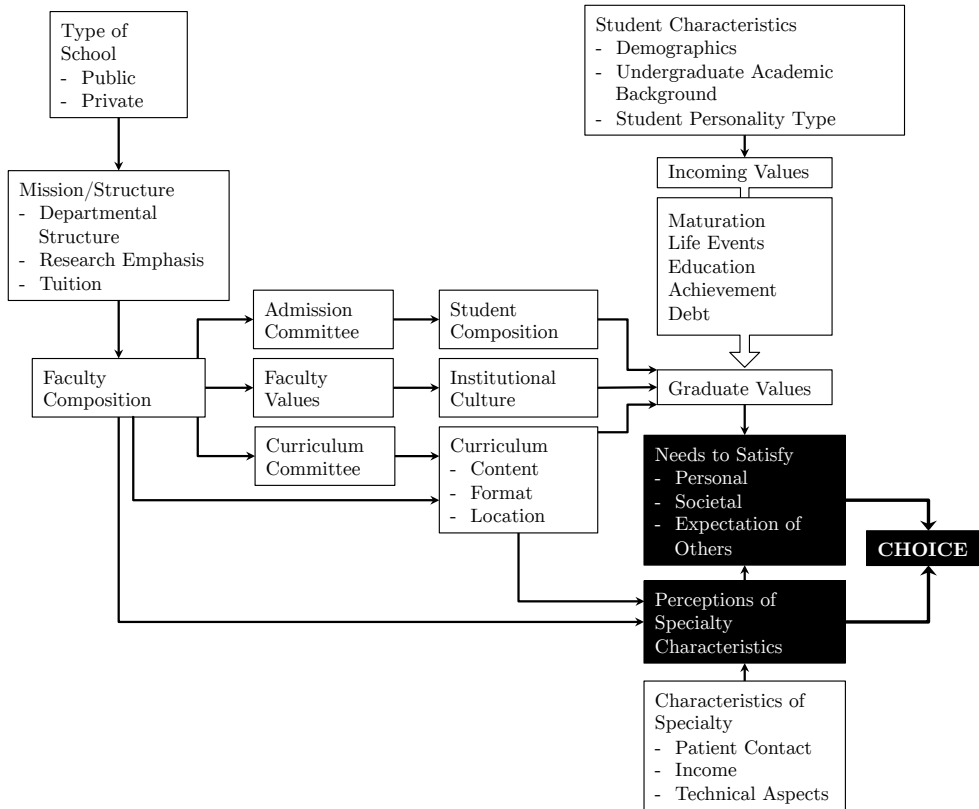 Type of
School
- Public
- Private
Student Characteristics
- Demographics
- Undergraduate Academic
Background
- Student Personality Type
Mission/Structure
- Departmental
Structure
- Research Emphasis
- Tuition
Incoming Values
Maturation
Life Events
Education
Achievement
Debt
Admission
Committee
Student
Composition
Faculty
Composition
Faculty
Values
Institutional
Culture
Graduate Values
Curriculum
Committee
Curriculum
- Content
- Format
- Location
Needs to Satisfy
- Personal
- Societal
- Expectation of
Others
CHOICE
Perceptions of
Specialty
Characteristics
Characteristics of
Specialty
- Patient Contact
- Income
- Technical Aspects